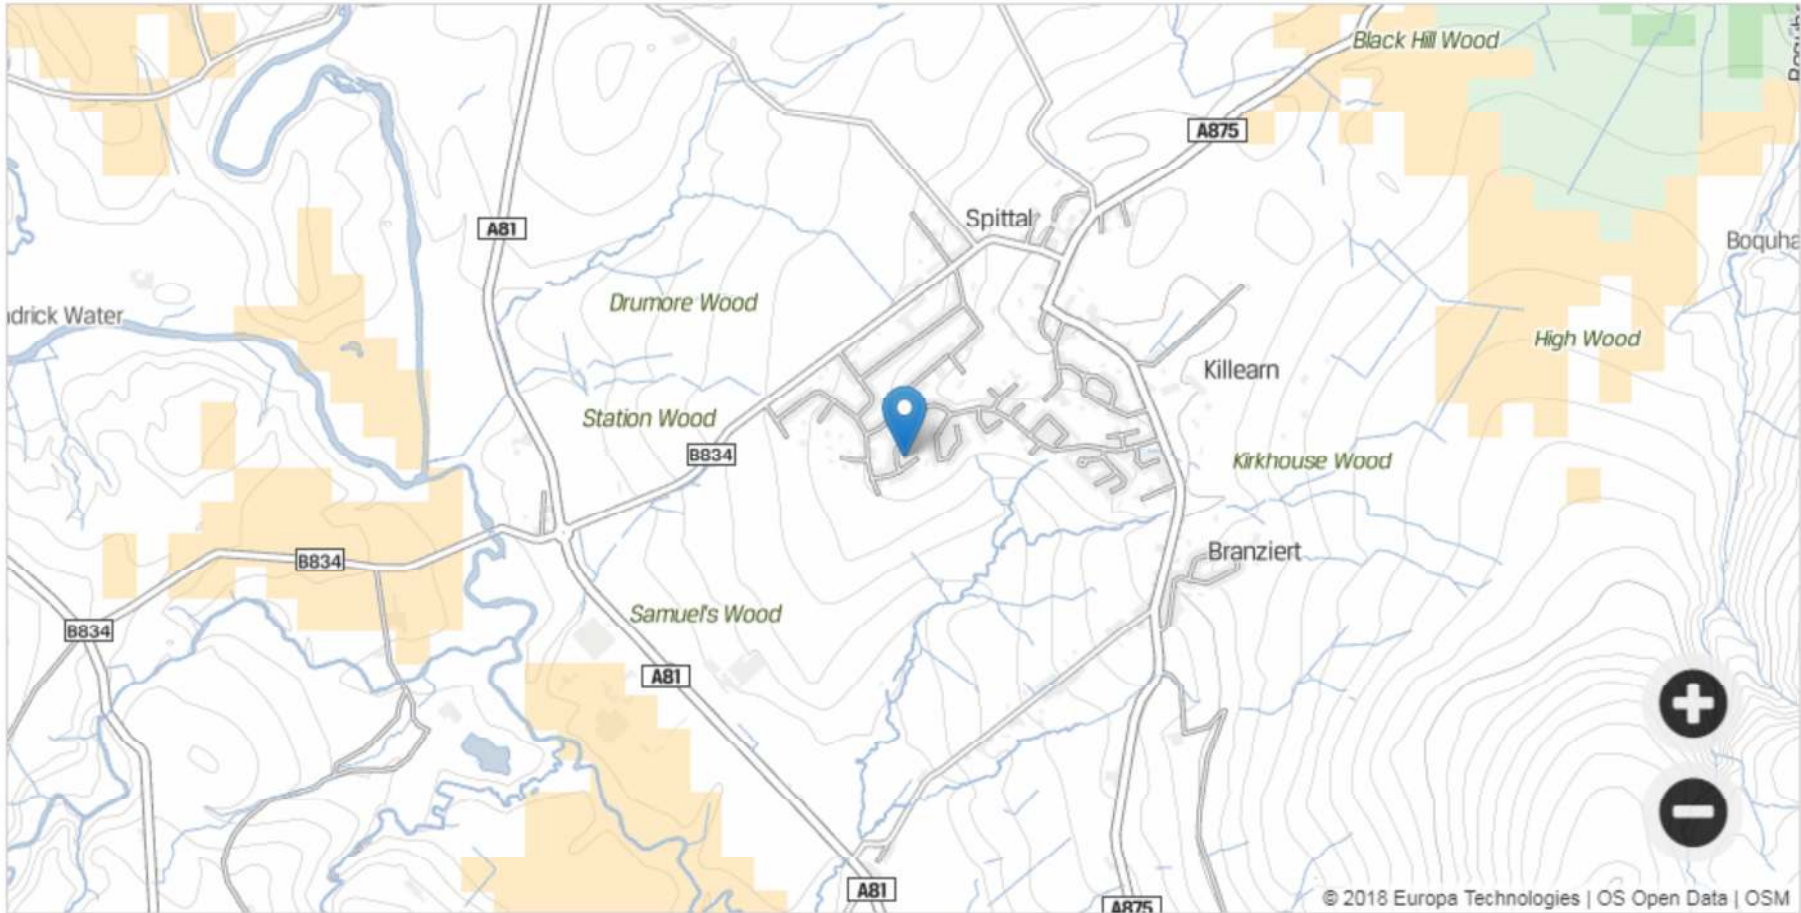 Black Hill Wood
A875
Spittal
A81
Boquha
Drumore Wood
drick Water
High Wood
Killearn
Station Wood
B834
Kirkhouse Wood
Branziert
B834
Samuel's Wood
B834
A81
A81
A875
© 2018 Europa Technologies | OS Open Data | OSM